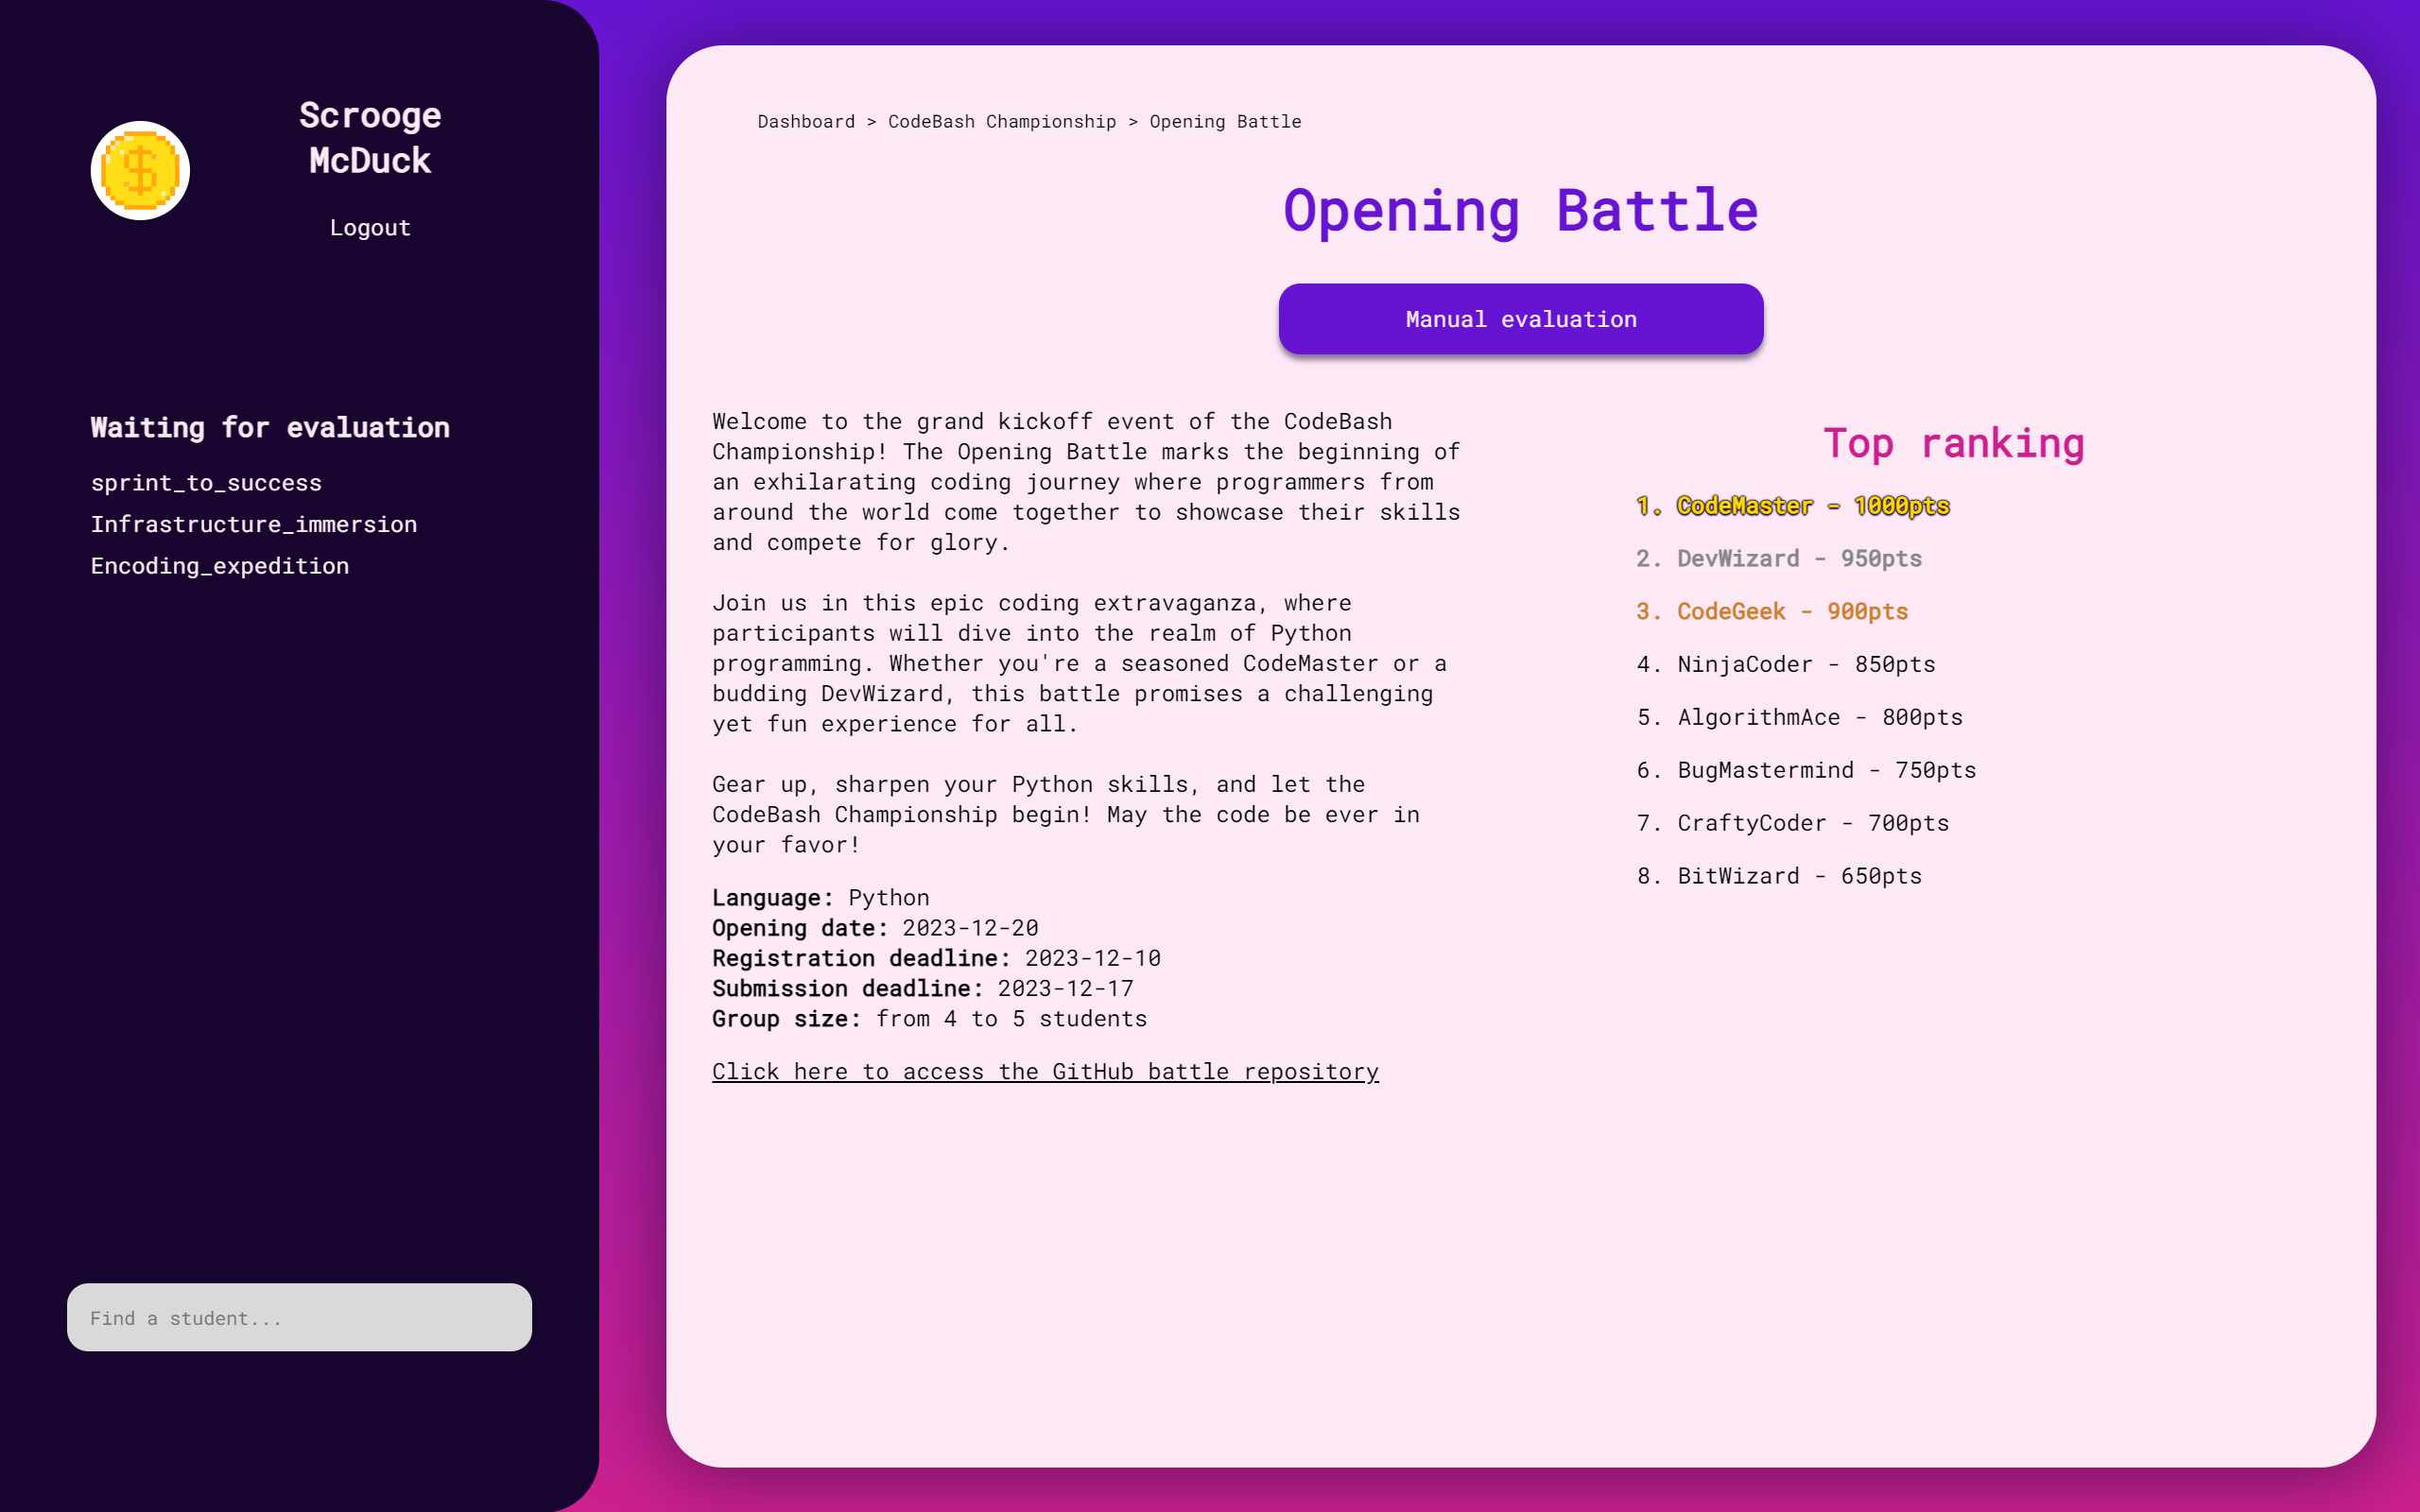 Scrooge
McDuck
Logout
Waiting for evaluation
sprint_to_success
Infrastructure_immersion
Encoding_expedition
Find a student...
Dashboard > CodeBash Championship > Opening Battle
Opening Battle
Manual evaluation
Welcome to the grand kickoff event of the CodeBash
Championship! The Opening Battle marks the beginning of
an exhilarating coding journey where programmers from
around the world come together to showcase their skills
and compete for glory.
Join us in this epic coding extravaganza, where
participants will dive into the realm of Python
programming. Whether you're a seasoned CodeMaster or a
budding DevWizard, this battle promises a challenging
yet fun experience for all.
Gear up, sharpen your Python skills, and let the
CodeBash Championship begin! May the code be ever in
your favor!
Language: Python
Opening date: 2023-12-20
Registration deadline: 2023-12-10
Submission deadline: 2023-12-17
Group size: from 4 to 5 students
Click here to access the GitHub battle repository
Top ranking
1. CodeMaster - 1000pts
2. DevWizard - 950pts
3. CodeGeek - 900pts
4. NinjaCoder - 850pts
5. AlgorithmAce - 800pts
6. BugMastermind - 750pts
7. CraftyCoder - 700pts
8. BitWizard - 650pts